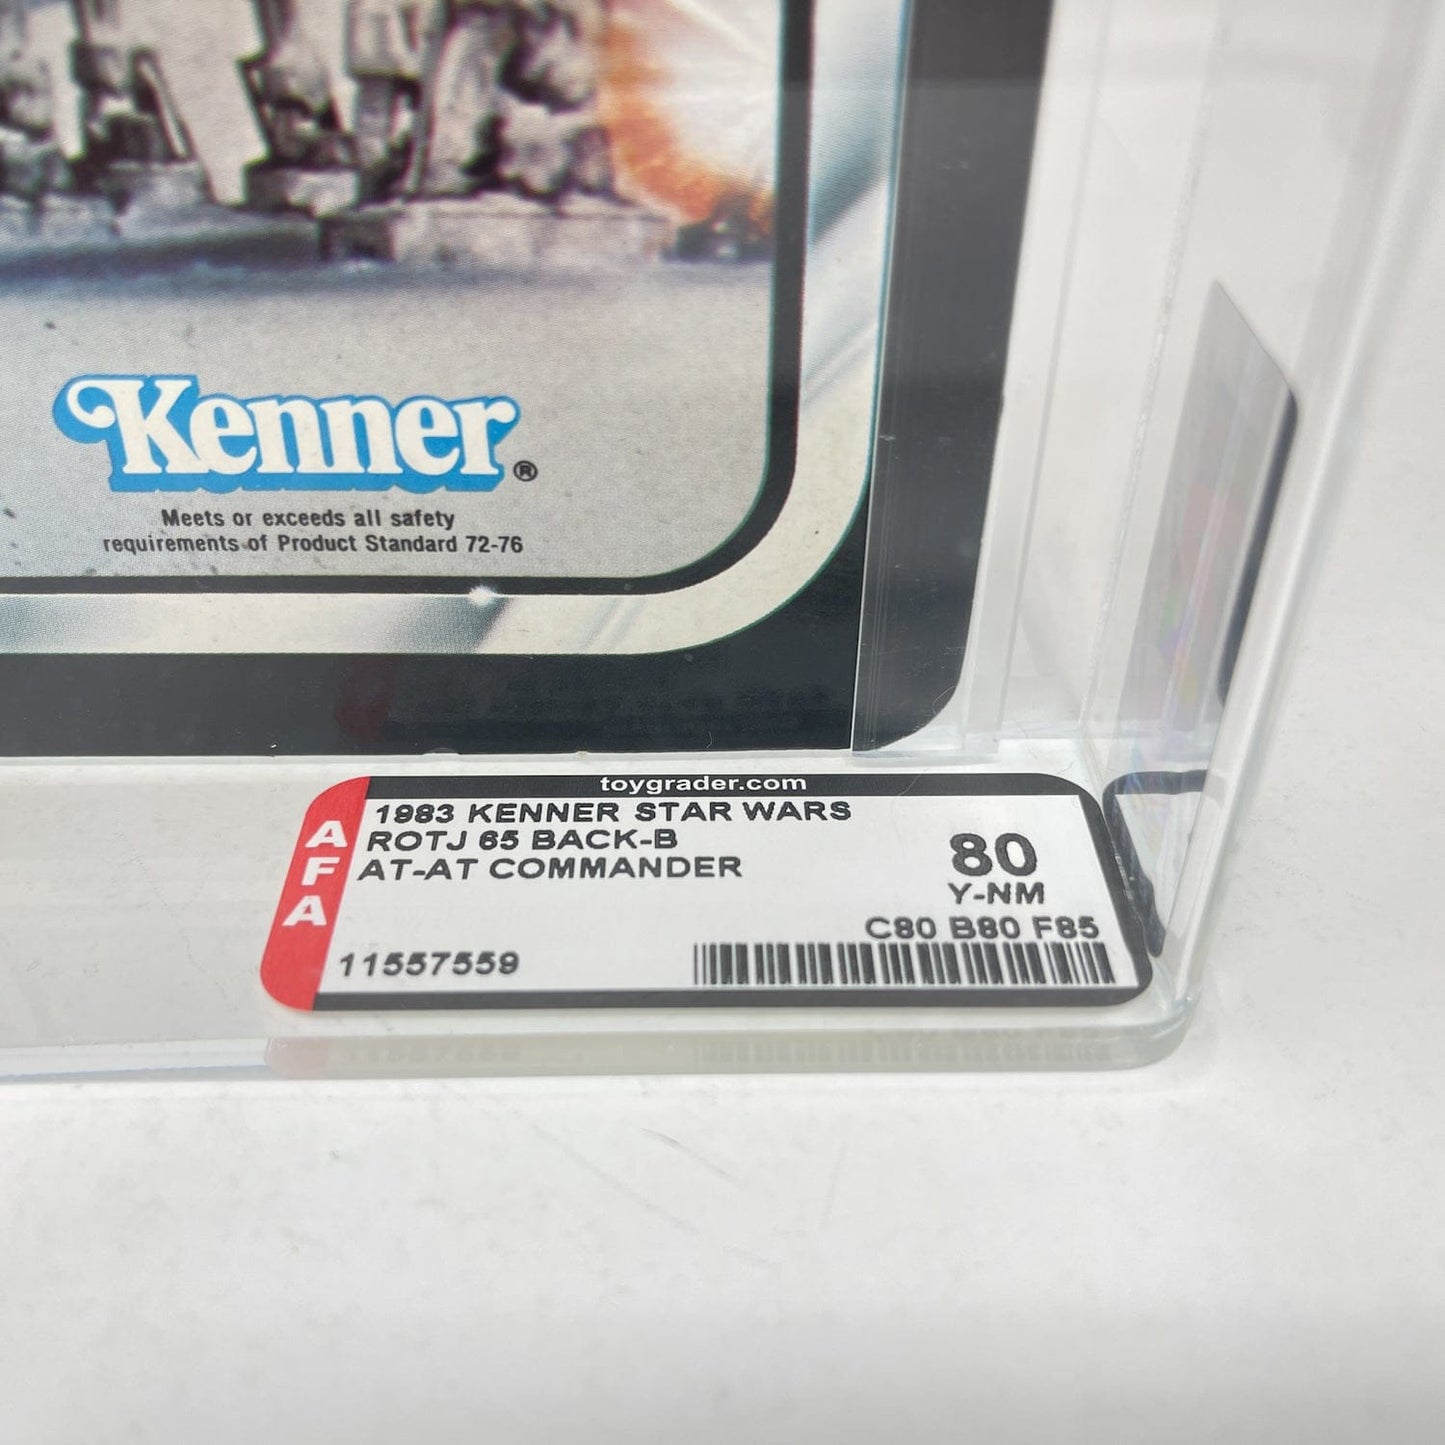 Kenner®
Meets or exceeds all safety
requirements of Product Standard 72-76
toygrader.com
AFA
1983 KENNER STAR WARS
ROTJ 65 BACK-B
AT-AT COMMANDER
80
Y-NM
C80 B80 F85
11557559